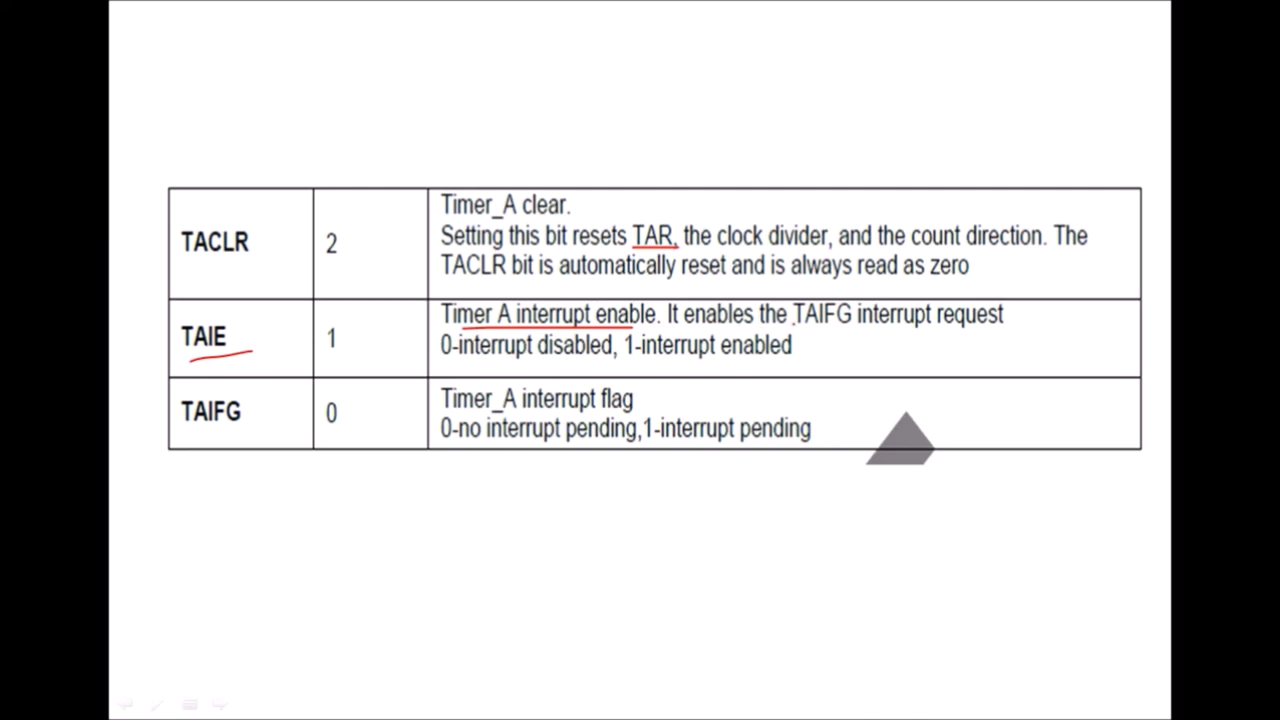 TACLR
2
Timer_A clear.
Setting this bit resets TAR, the clock divider, and the count direction. The
TACLR bit is automatically reset and is always read as zero
TAIE
1
Timer A interrupt enable. It enables the TAIFG interrupt request
0-interrupt disabled, 1-interrupt enabled
TAIFG
0
Timer_A interrupt flag
0-no interrupt pending,1-interrupt pending